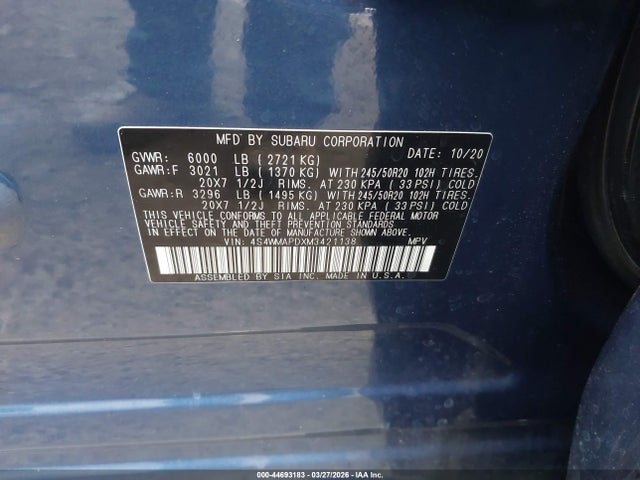 MFD BY SUBARU CORPORATION
GVWR: 6000 LB ( 2721 KG) DATE: 10/20
GAWR:F 3021 LB ( 1370 KG) WITH 245/50R20 102H TIRES.
20X7 1/2J RIMS. AT 230 KPA ( 33 PSI) COLD
GAWR:R 3296 LB ( 1495 KG) WITH 245/50R20 102H TIRES.
20X7 1/2J RIMS. AT 230 KPA ( 33 PSI) COLD
THIS VEHICLE CONFORMS TO ALL APPLICABLE FEDERAL MOTOR
VEHICLE SAFETY AND THEFT PREVENTION STANDARDS
IN EFFECT ON THE DATE OF MANUFACTURE SHOWN ABOVE.
VIN: 4S4WMAPDXM3421138 MPV
ASSEMBLED BY SIA INC. MADE IN U.S.A.
000-44693183 | 03/27/2026 - IAA Inc.